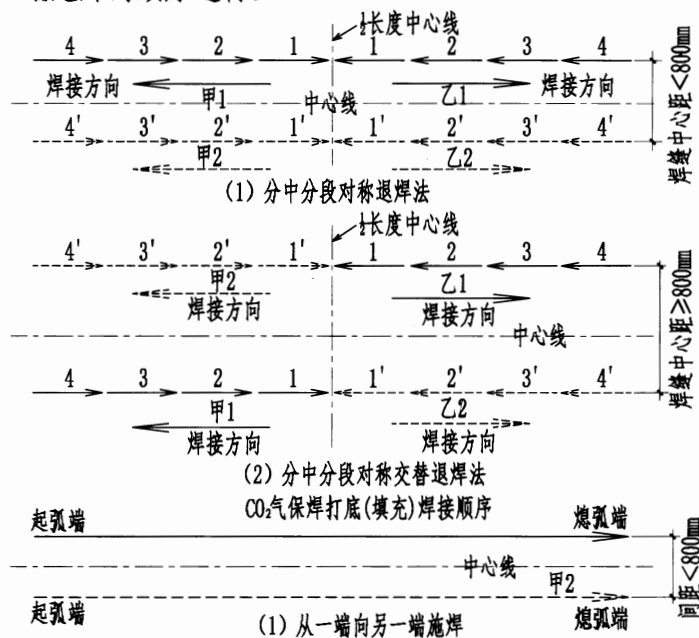 ½长度中心线
4 3 2 1 1 2 3 4
焊接方向 焊接方向
甲1 中心线 乙1
4' 3' 2' 1' 1' 2' 3' 4'
甲2 乙2
焊缝中心距<800mm
(1)分中分段对称退焊法
½长度中心线
4' 3' 2' 1' 1 2 3 4
甲2 乙1
焊接方向 焊接方向
中心线
4 3 2 1 1' 2' 3' 4'
甲1 乙2
焊接方向 焊接方向
焊缝中心距≥800mm
(2)分中分段对称交替退焊法
CO₂气保焊打底(填充)焊接顺序
起弧端 熄弧端
中心线
甲2
起弧端 熄弧端
间距<800mm
(1)从一端向另一端施焊